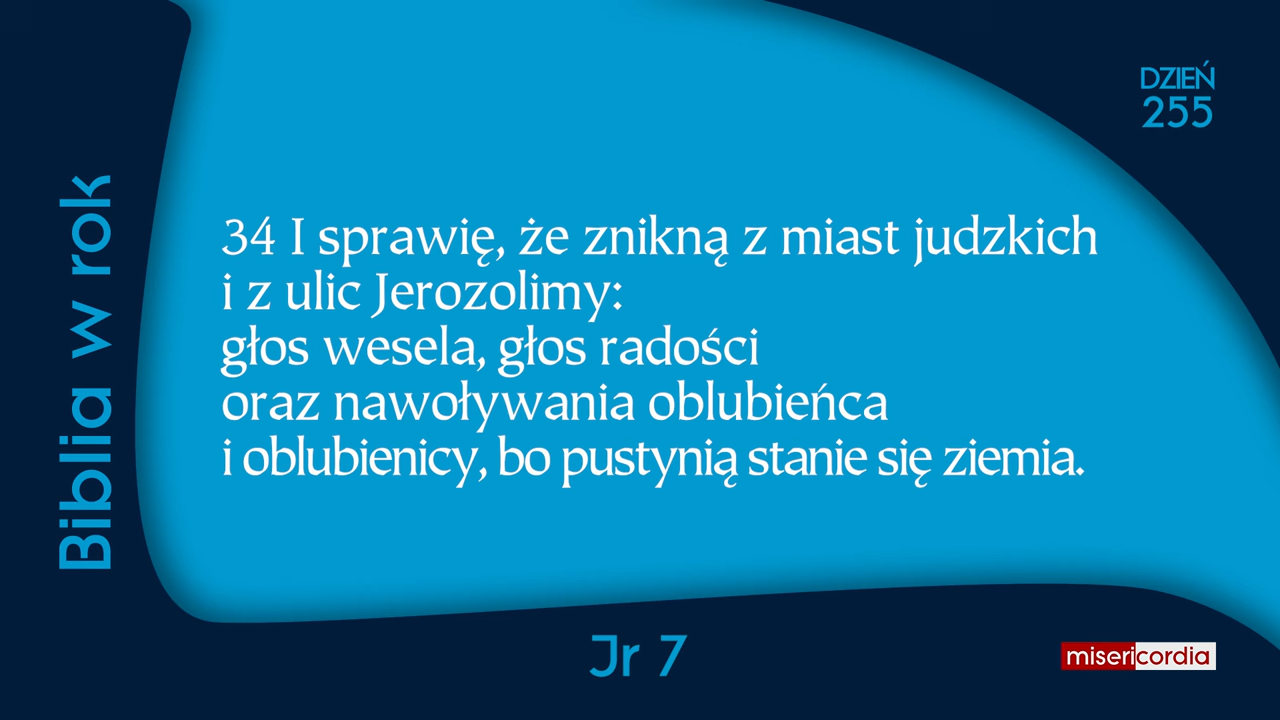 DZIEŃ
255
Biblia w rok
34 I sprawię, że znikną z miast judzkich
i z ulic Jerozolimy:
głos wesela, głos radości
oraz nawoływania oblubieńca
i oblubienicy, bo pustynią stanie się ziemia.
Jr 7
misericordia